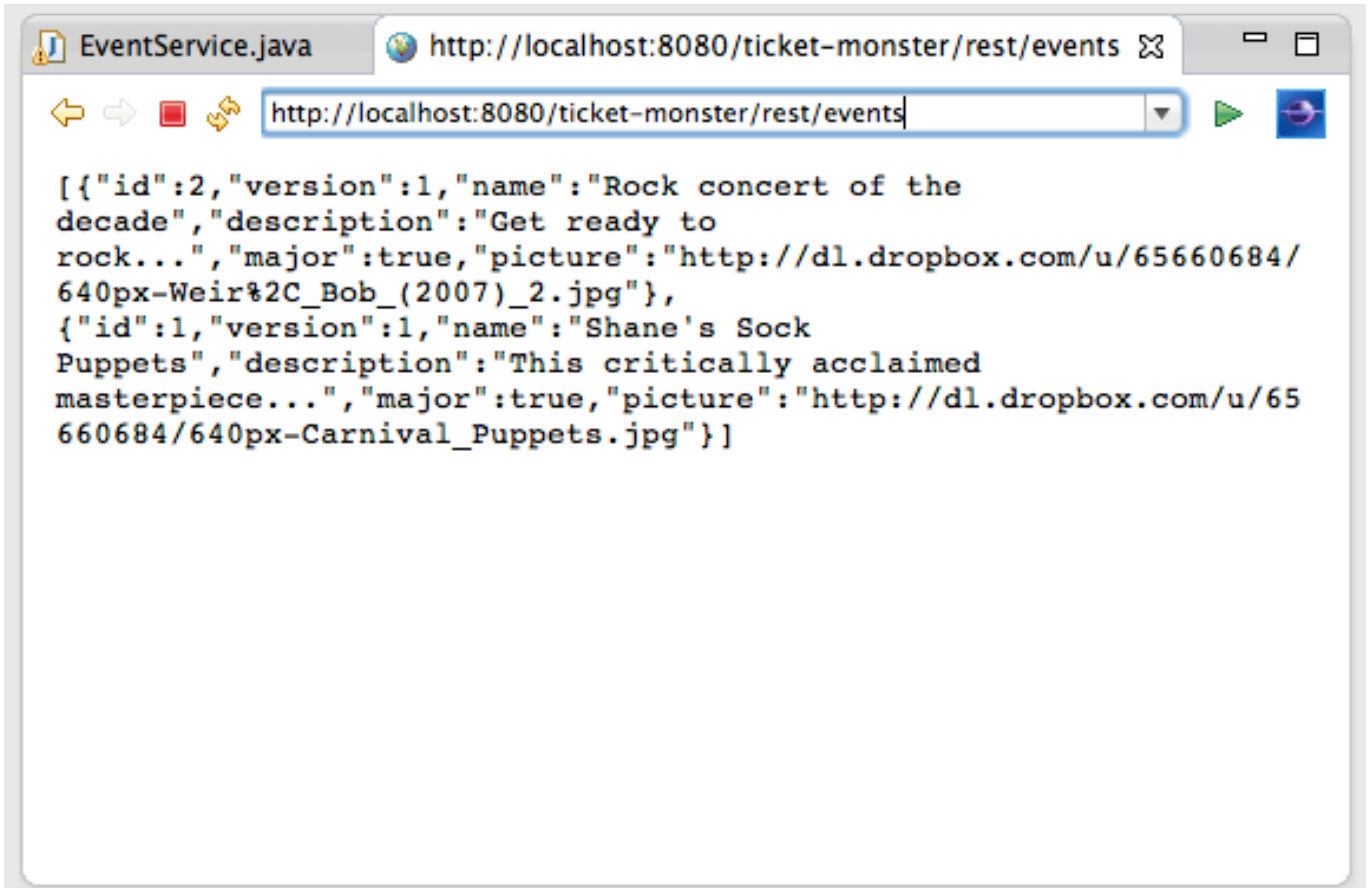 EventService.java http://localhost:8080/ticket-monster/rest/events
http://localhost:8080/ticket-monster/rest/events
[{"id":2,"version":1,"name":"Rock concert of the
decade","description":"Get ready to
rock...","major":true,"picture":"http://dl.dropbox.com/u/65660684/
640px-Weir%2C_Bob_(2007)_2.jpg"},
{"id":1,"version":1,"name":"Shane's Sock
Puppets","description":"This critically acclaimed
masterpiece...","major":true,"picture":"http://dl.dropbox.com/u/65
660684/640px-Carnival_Puppets.jpg"}]